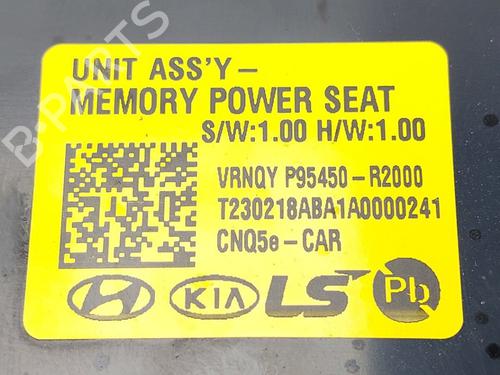 UNIT ASS'Y-
MEMORY POWER SEAT
S/W:1.00 H/W:1.00
VRNQY P95450-R2000
T230218ABA1A0000241
CNQ5e-CAR
KIA LS Pb
B-PARTS